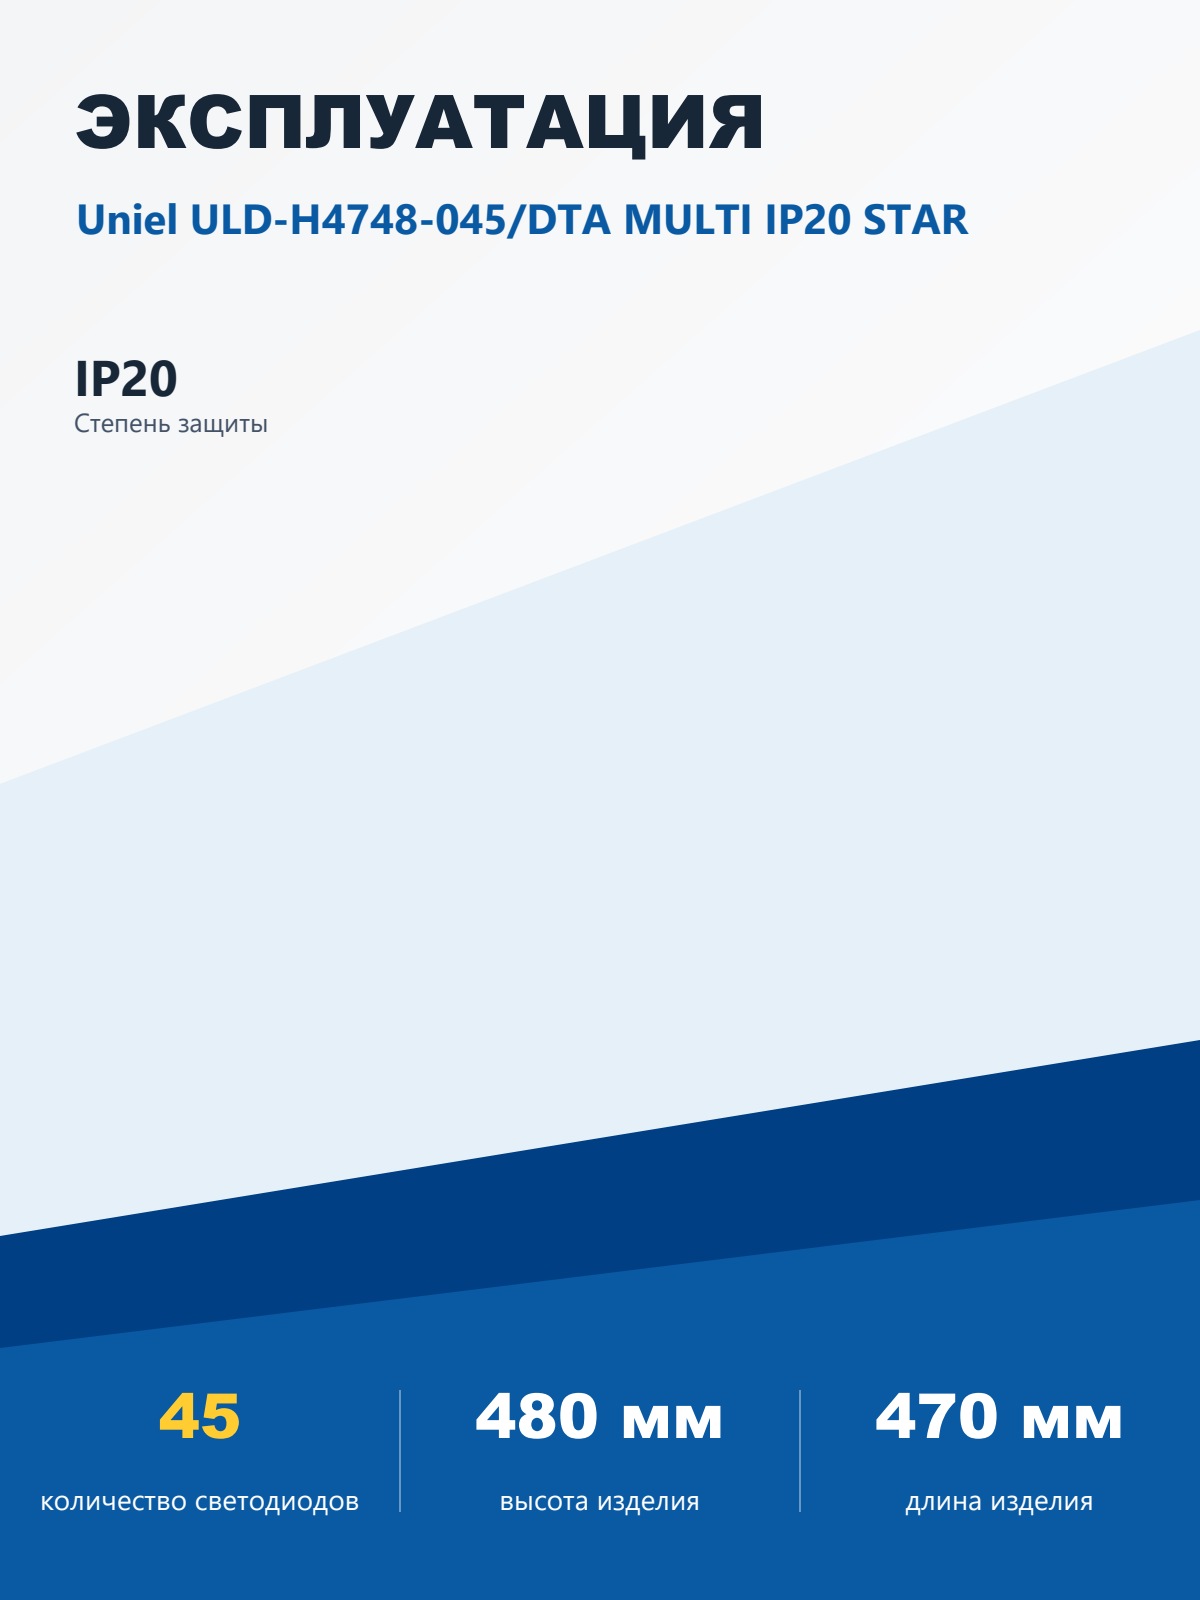 ЭКСПЛУАТАЦИЯ
Uniel ULD-H4748-045/DTA MULTI IP20 STAR
IP20
Степень защиты
45
количество светодиодов
480 мм
высота изделия
470 мм
длина изделия